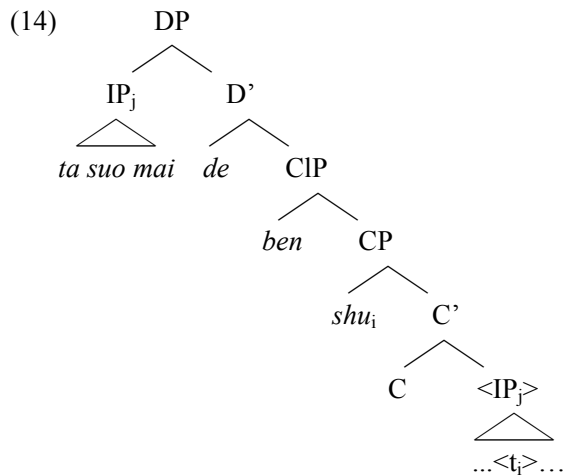 (14) DP
IPj D’
ta suo mai de ClP
ben CP
shui C’
C <IPj>
...<ti>…